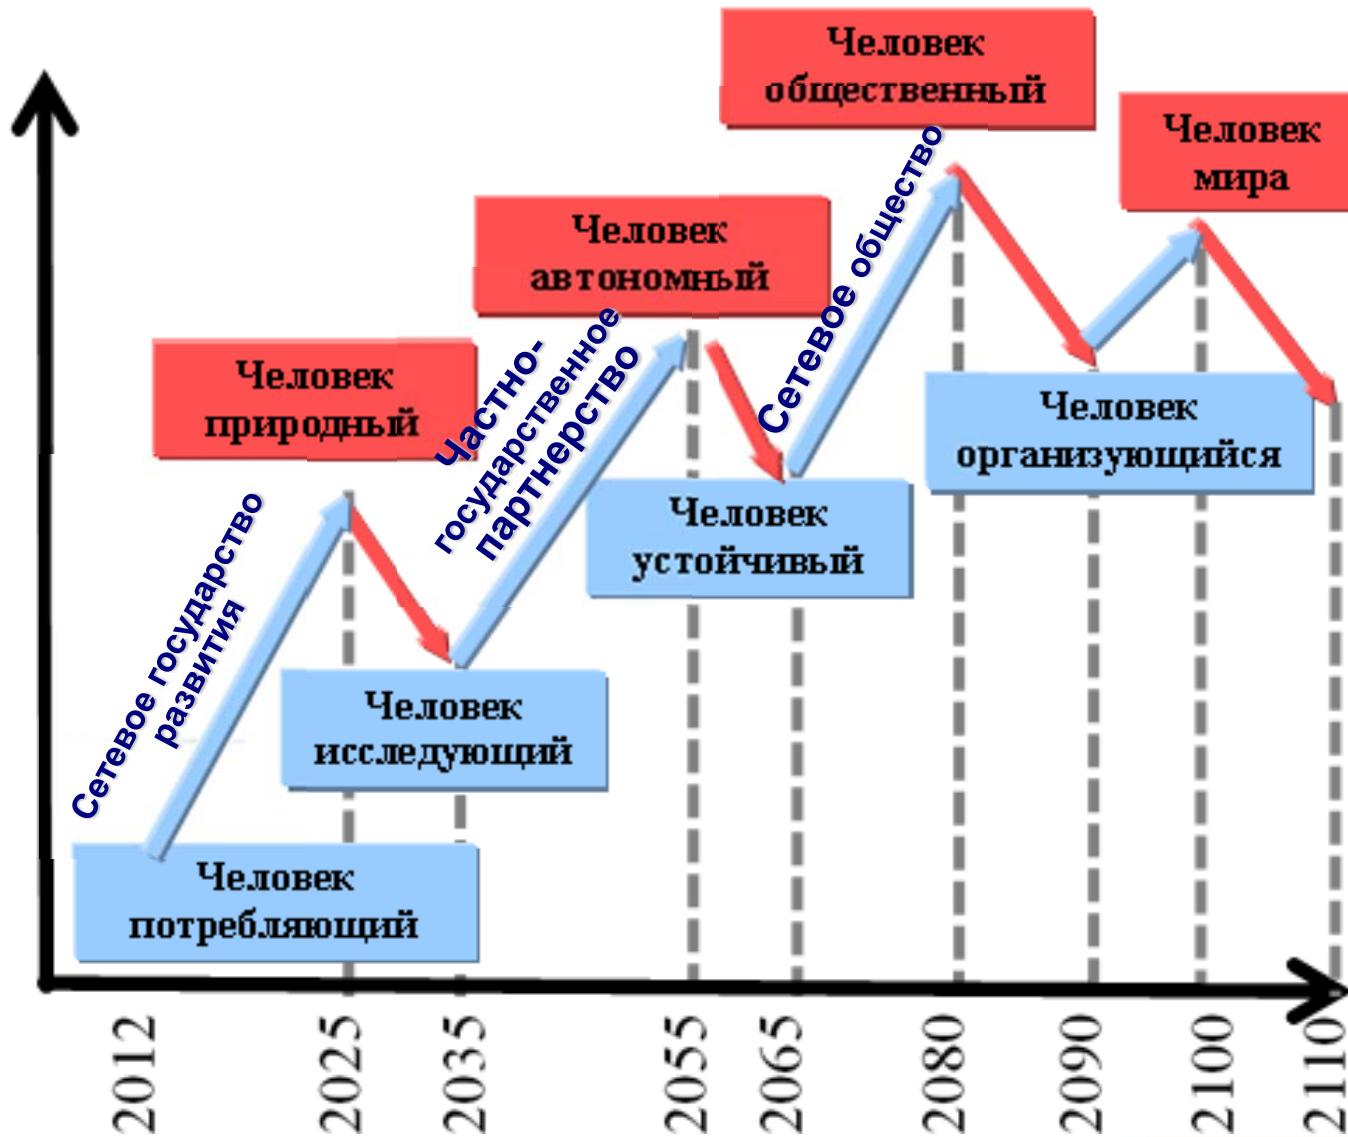 Человек
общественный
Человек
мира
Человек
автономный
Человек
природный
Сетевое общество
Частно-
государственное
партнерство
Сетевое государство
развития
Человек
организующийся
Человек
устойчивый
Человек
исследующий
Человек
потребляющий
2012
2025
2035
2055
2065
2080
2090
2100
2110